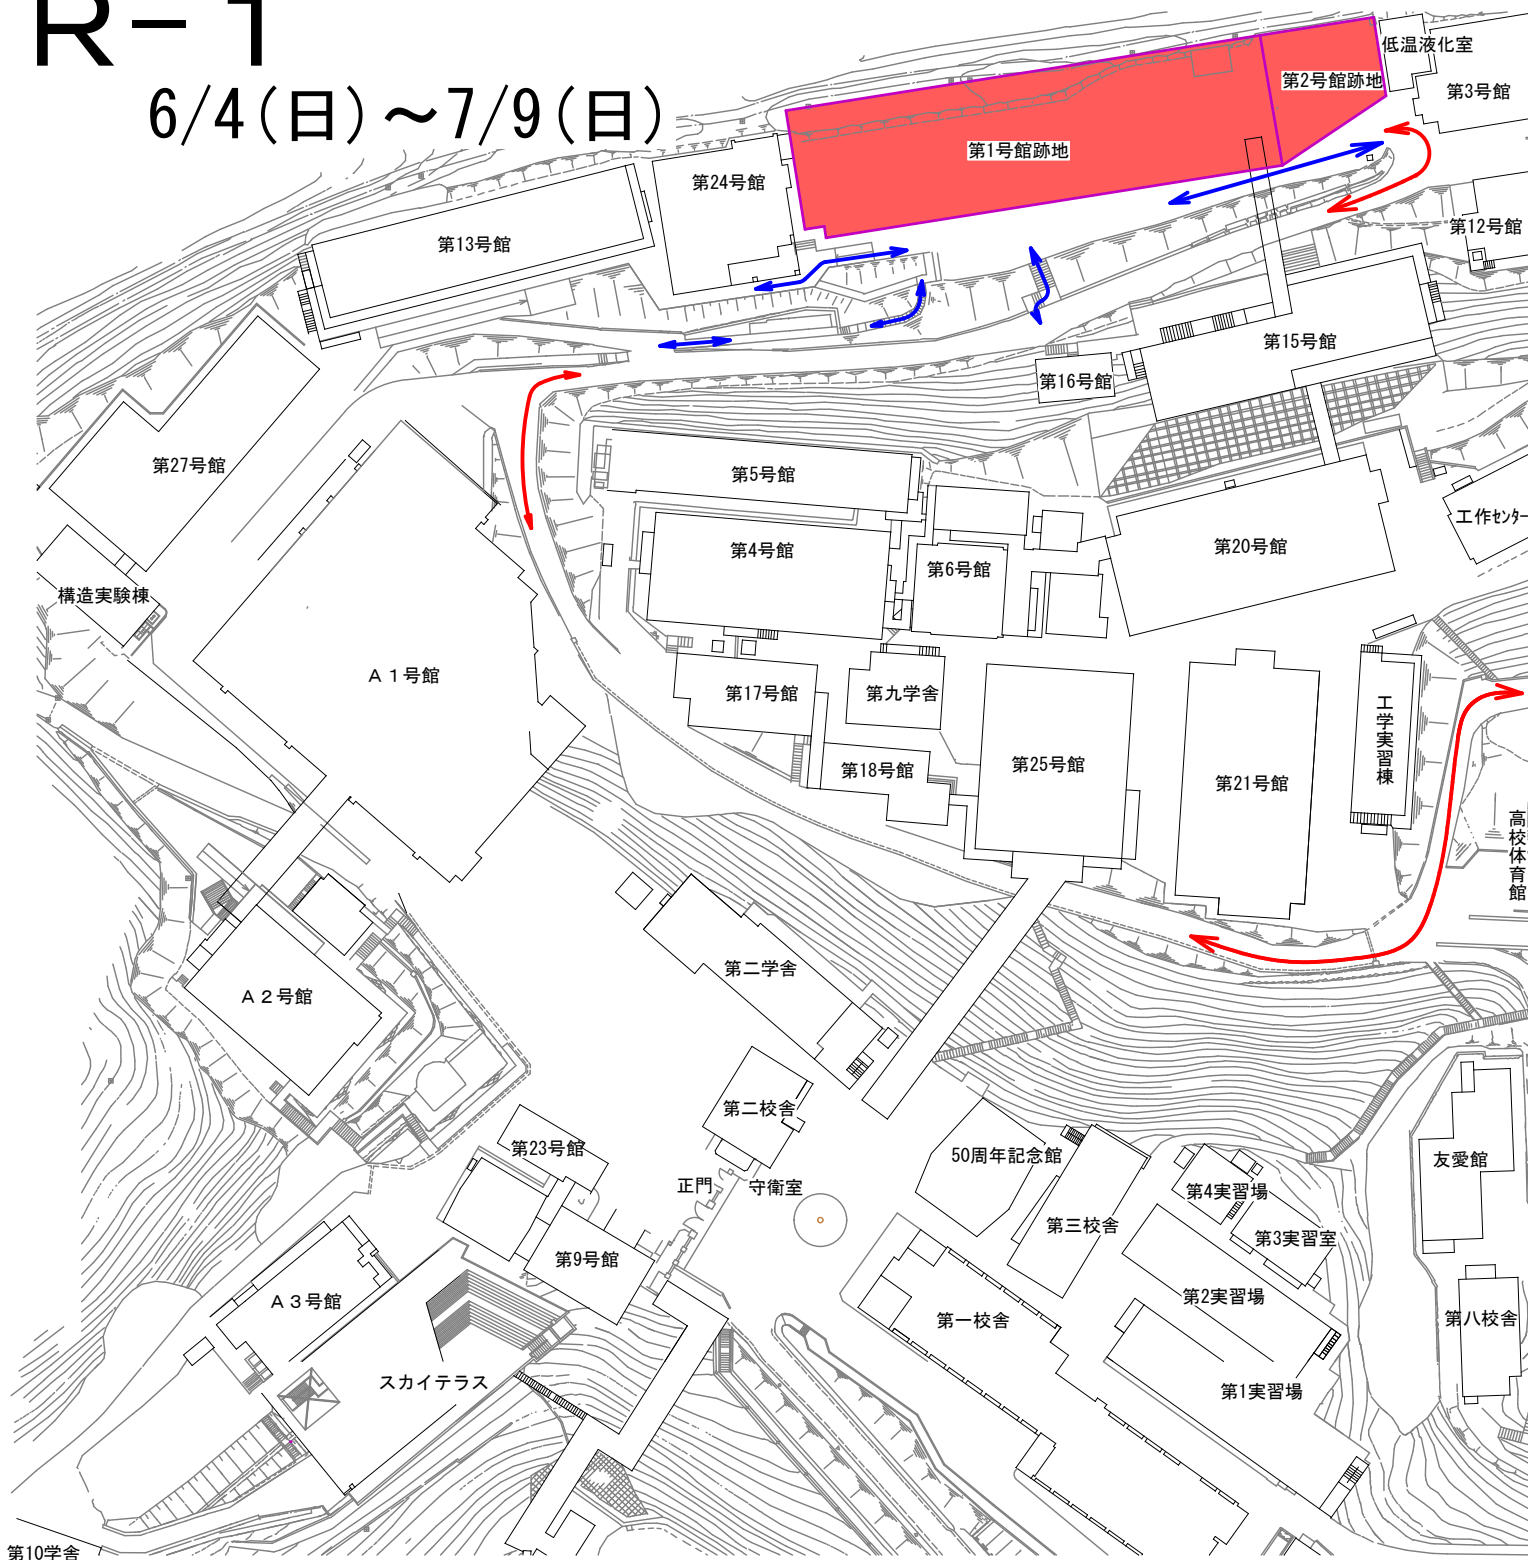 R-1
6/4(日)～7/9(日)
低温液化室
第2号館跡地
第3号館
第1号館跡地
第24号館
第12号館
第13号館
第15号館
第16号館
第27号館
第5号館
工作センター
第4号館
第20号館
第6号館
構造実験棟
A1号館
第17号館
第九学舎
工学実習棟
第25号館
第18号館
第21号館
高校体育館
第二学舎
A2号館
第二校舎
第23号館
50周年記念館
友愛館
正門
守衛室
第4実習場
第三校舎
第3実習室
第9号館
A3号館
第2実習場
第一校舎
第八校舎
スカイテラス
第1実習場
第10学舎